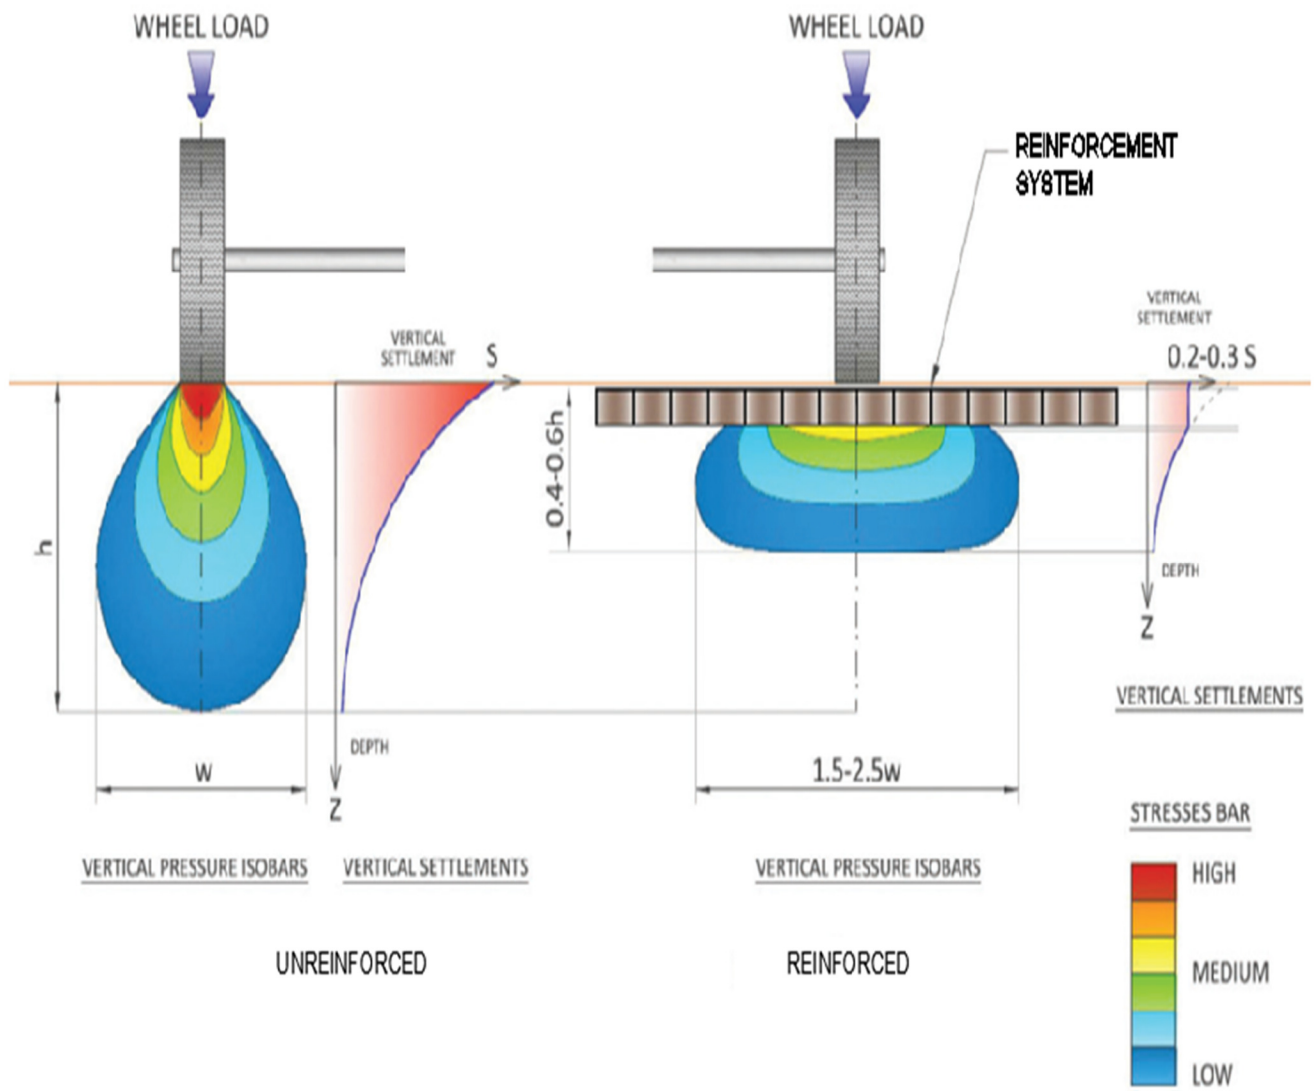 WHEEL LOAD
WHEEL LOAD
REINFORCEMENT
SYSTEM
VERTICAL
SETTLEMENT
S
VERTICAL
SETTLEMENT
0.2-0.3 S
h
0.4-0.6h
DEPTH
Z
DEPTH
Z
W
1.5-2.5w
VERTICAL SETTLEMENTS
VERTICAL PRESSURE ISOBARS
VERTICAL SETTLEMENTS
VERTICAL PRESSURE ISOBARS
UNREINFORCED
REINFORCED
STRESSES BAR
HIGH
MEDIUM
LOW